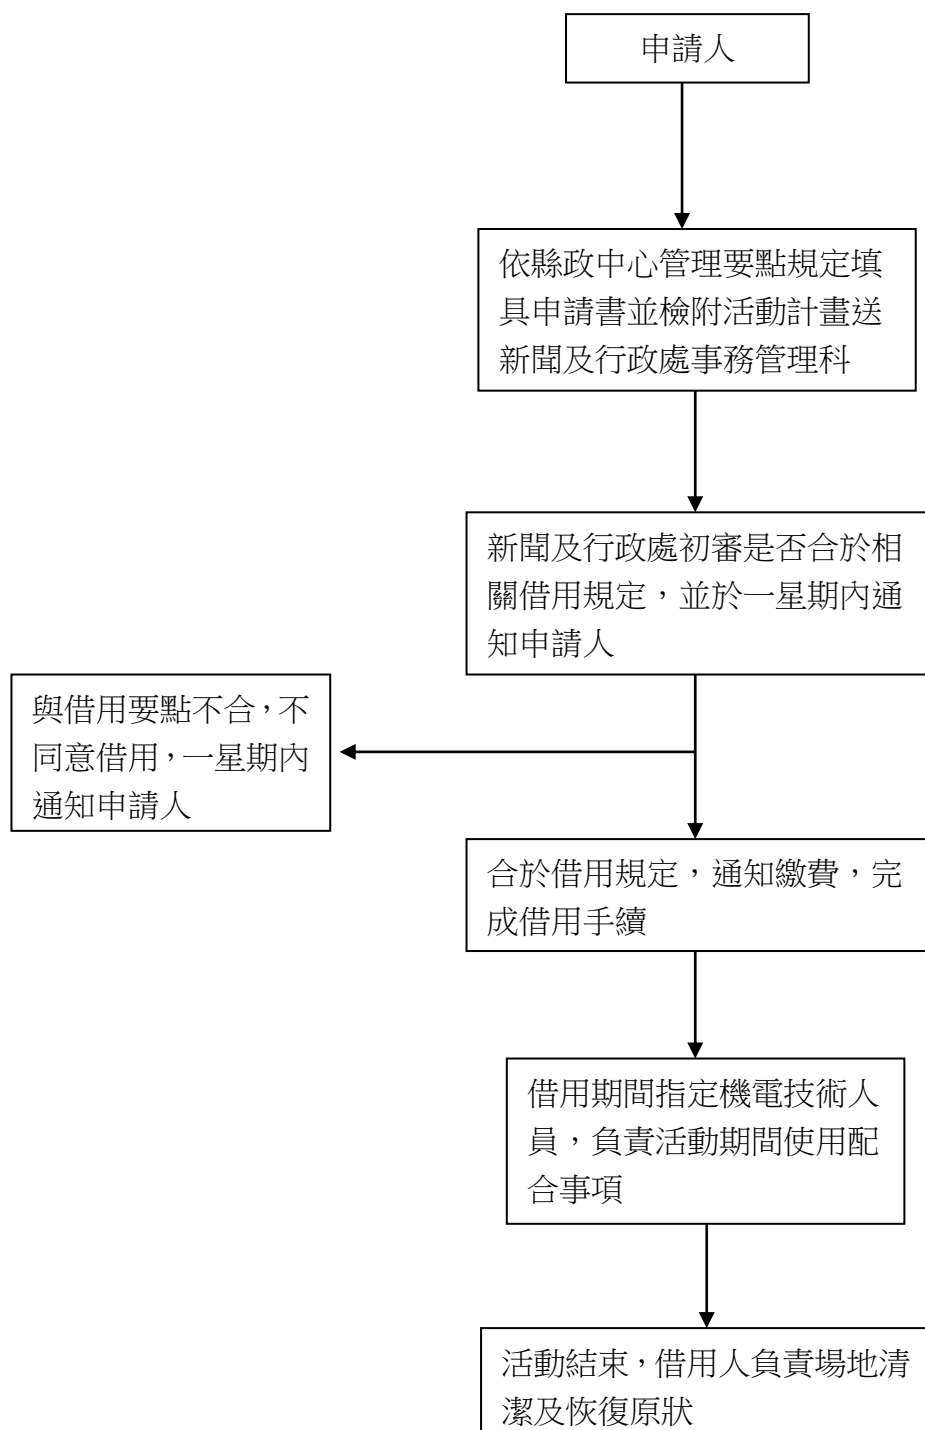 申請人
依縣政中心管理要點規定填
具申請書並檢附活動計畫送
新聞及行政處事務管理科
新聞及行政處初審是否合於相
關借用規定，並於一星期內通
知申請人
與借用要點不合，不
同意借用，一星期內
通知申請人
合於借用規定，通知繳費，完
成借用手續
借用期間指定機電技術人
員，負責活動期間使用配
合事項
活動結束，借用人負責場地清
潔及恢復原狀